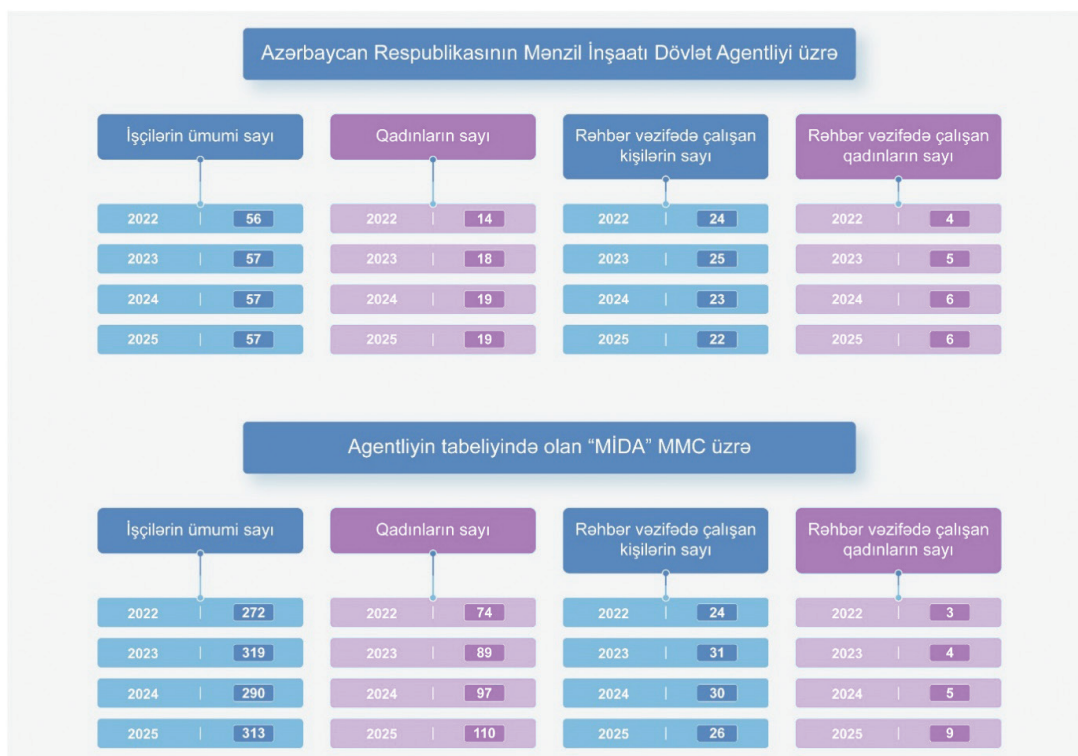 Azərbaycan Respublikasının Mənzil İnşaatı Dövlət Agentliyi üzrə
İşçilərin ümumi sayı
2022 | 56
2023 | 57
2024 | 57
2025 | 57
Qadınların sayı
2022 | 14
2023 | 18
2024 | 19
2025 | 19
Rəhbər vəzifədə çalışan
kişilərin sayı
2022 | 24
2023 | 25
2024 | 23
2025 | 22
Rəhbər vəzifədə çalışan
qadınların sayı
2022 | 4
2023 | 5
2024 | 6
2025 | 6
Agentliyin tabeliyində olan “MİDA” MMC üzrə
İşçilərin ümumi sayı
2022 | 272
2023 | 319
2024 | 290
2025 | 313
Qadınların sayı
2022 | 74
2023 | 89
2024 | 97
2025 | 110
Rəhbər vəzifədə çalışan
kişilərin sayı
2022 | 24
2023 | 31
2024 | 30
2025 | 26
Rəhbər vəzifədə çalışan
qadınların sayı
2022 | 3
2023 | 4
2024 | 5
2025 | 9